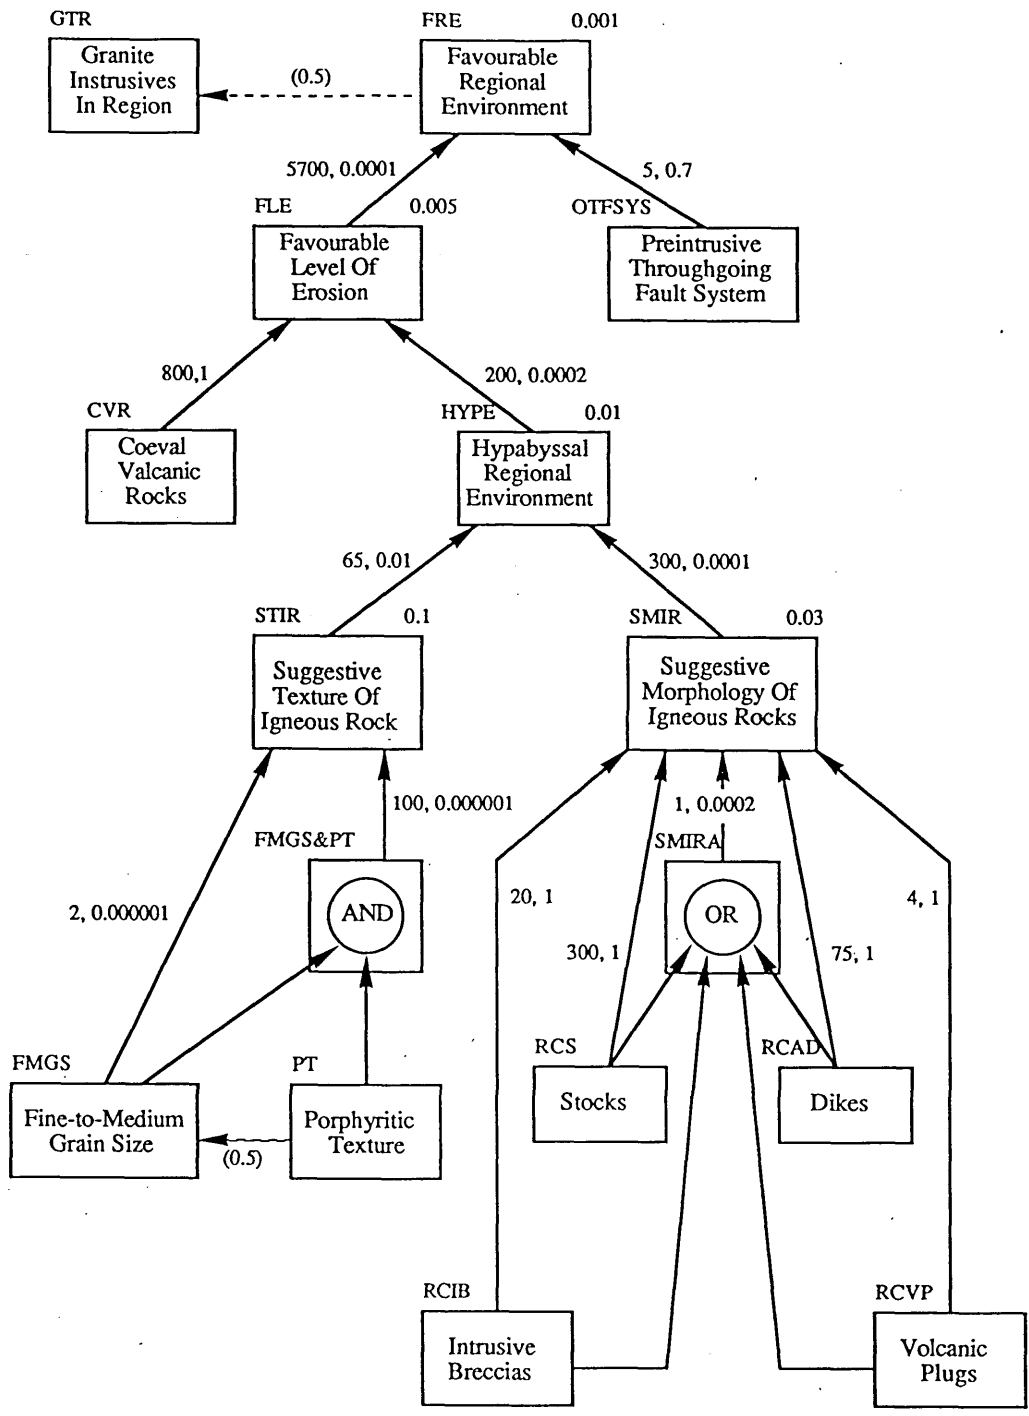 GTR
FRE
0.001
Granite
Instrusives
In Region
(0.5)
Favourable
Regional
Environment
5700, 0.0001
5, 0.7
FLE
0.005
OTFSYS
Favourable
Level Of
Erosion
Preintrusive
Throughgoing
Fault System
800,1
200, 0.0002
CVR
HYPE
0.01
Coeval
Valcanic
Rocks
Hypabyssal
Regional
Environment
65, 0.01
300, 0.0001
STIR
0.1
SMIR
0.03
Suggestive
Texture Of
Igneous Rock
Suggestive
Morphology Of
Igneous Rocks
100, 0.000001
1, 0.0002
FMGS&PT
SMIRA
2, 0.000001
AND
20, 1
OR
4, 1
300, 1
75, 1
FMGS
PT
RCS
RCAD
Fine-to-Medium
Grain Size
(0.5)
Porphyritic
Texture
Stocks
Dikes
RCIB
RCVP
Intrusive
Breccias
Volcanic
Plugs